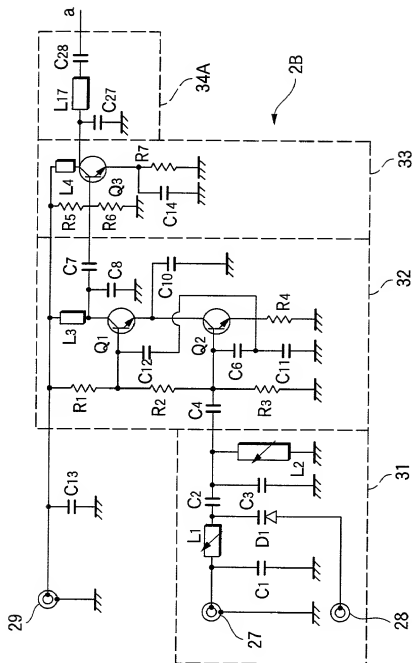 a
C28
L17
C27
34A
2B
L4
Q3
R7
C14
R5
R6
33
C7
C8
C10
L3
Q1
C12
Q2
C6
C11
R4
R1
R2
R3
C4
32
C13
29
L2
C2
C3
L1
D1
C1
27
28
31